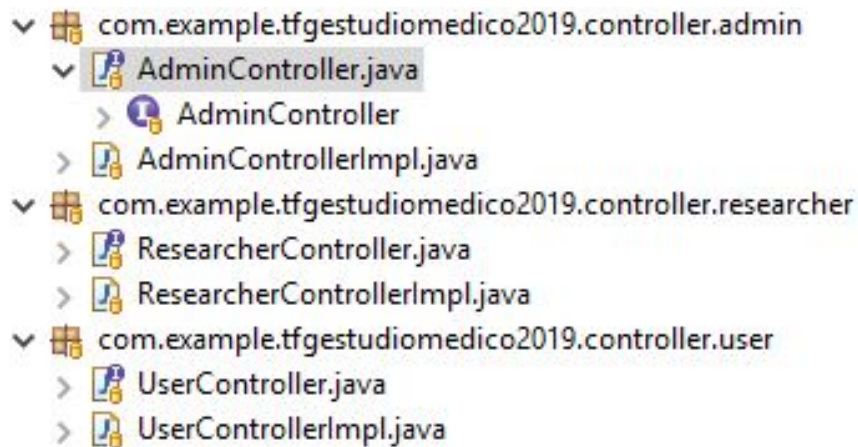 com.example.tfgestudiomedico2019.controller.admin
AdminController.java
AdminController
AdminControllerImpl.java
com.example.tfgestudiomedico2019.controller.researcher
ResearcherController.java
ResearcherControllerImpl.java
com.example.tfgestudiomedico2019.controller.user
UserController.java
UserControllerImpl.java